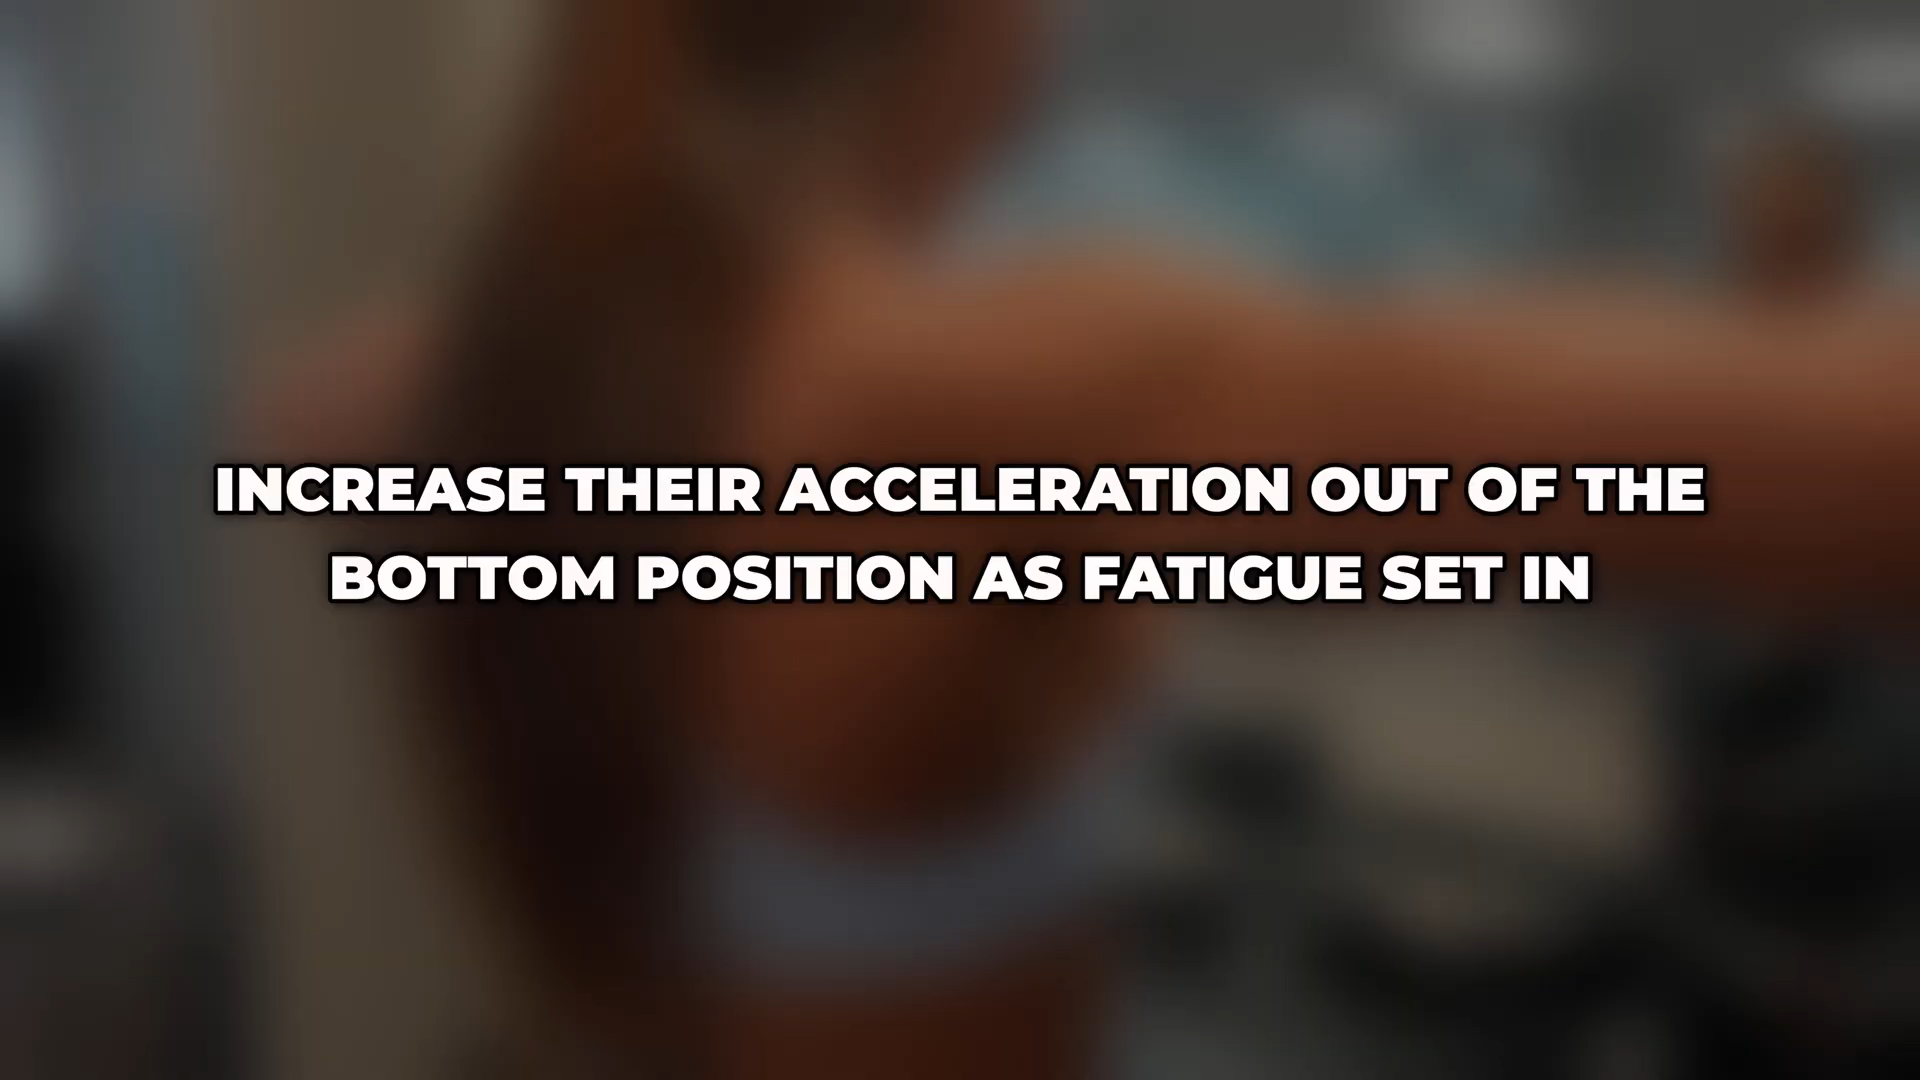 INCREASE THEIR ACCELERATION OUT OF THE
BOTTOM POSITION AS FATIGUE SET IN